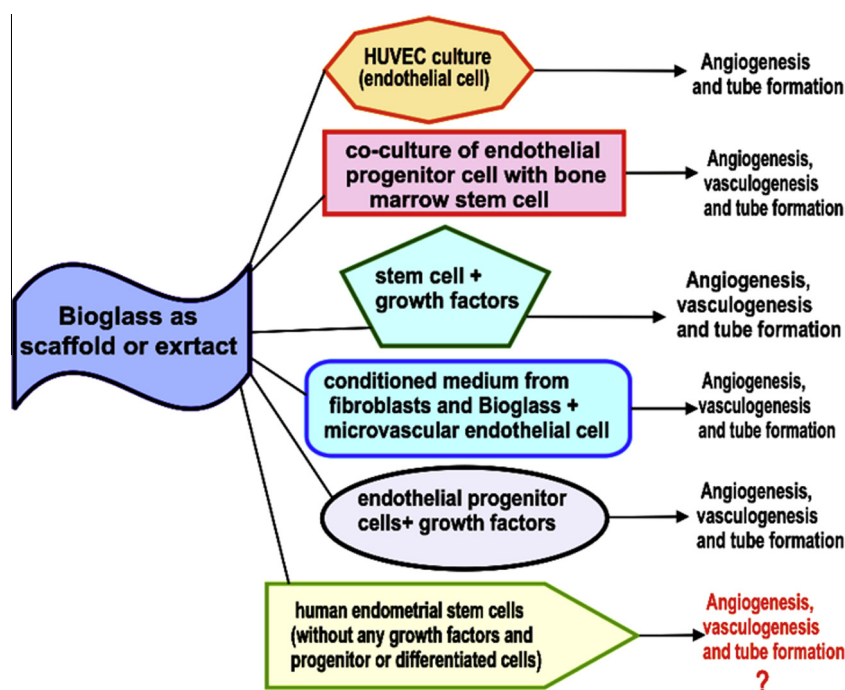 HUVEC culture
(endothelial cell)
Angiogenesis
and tube formation
co-culture of endothelial
progenitor cell with bone
marrow stem cell
Angiogenesis,
vasculogenesis
and tube formation
stem cell +
growth factors
Angiogenesis,
vasculogenesis
and tube formation
Bioglass as
scaffold or exrtact
conditioned medium from
fibroblasts and Bioglass +
microvascular endothelial cell
Angiogenesis,
vasculogenesis
and tube formation
endothelial progenitor
cells+ growth factors
Angiogenesis,
vasculogenesis
and tube formation
human endometrial stem cells
(without any growth factors and
progenitor or differentiated cells)
Angiogenesis,
vasculogenesis
and tube formation
?